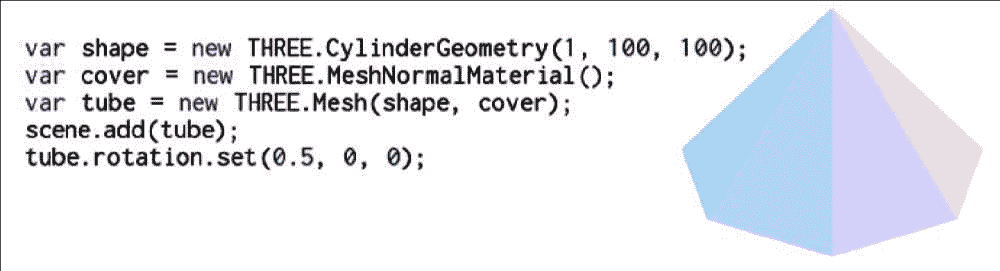 var shape = new THREE.CylinderGeometry(1, 100, 100);
var cover = new THREE.MeshNormalMaterial();
var tube = new THREE.Mesh(shape, cover);
scene.add(tube);
tube.rotation.set(0.5, 0, 0);